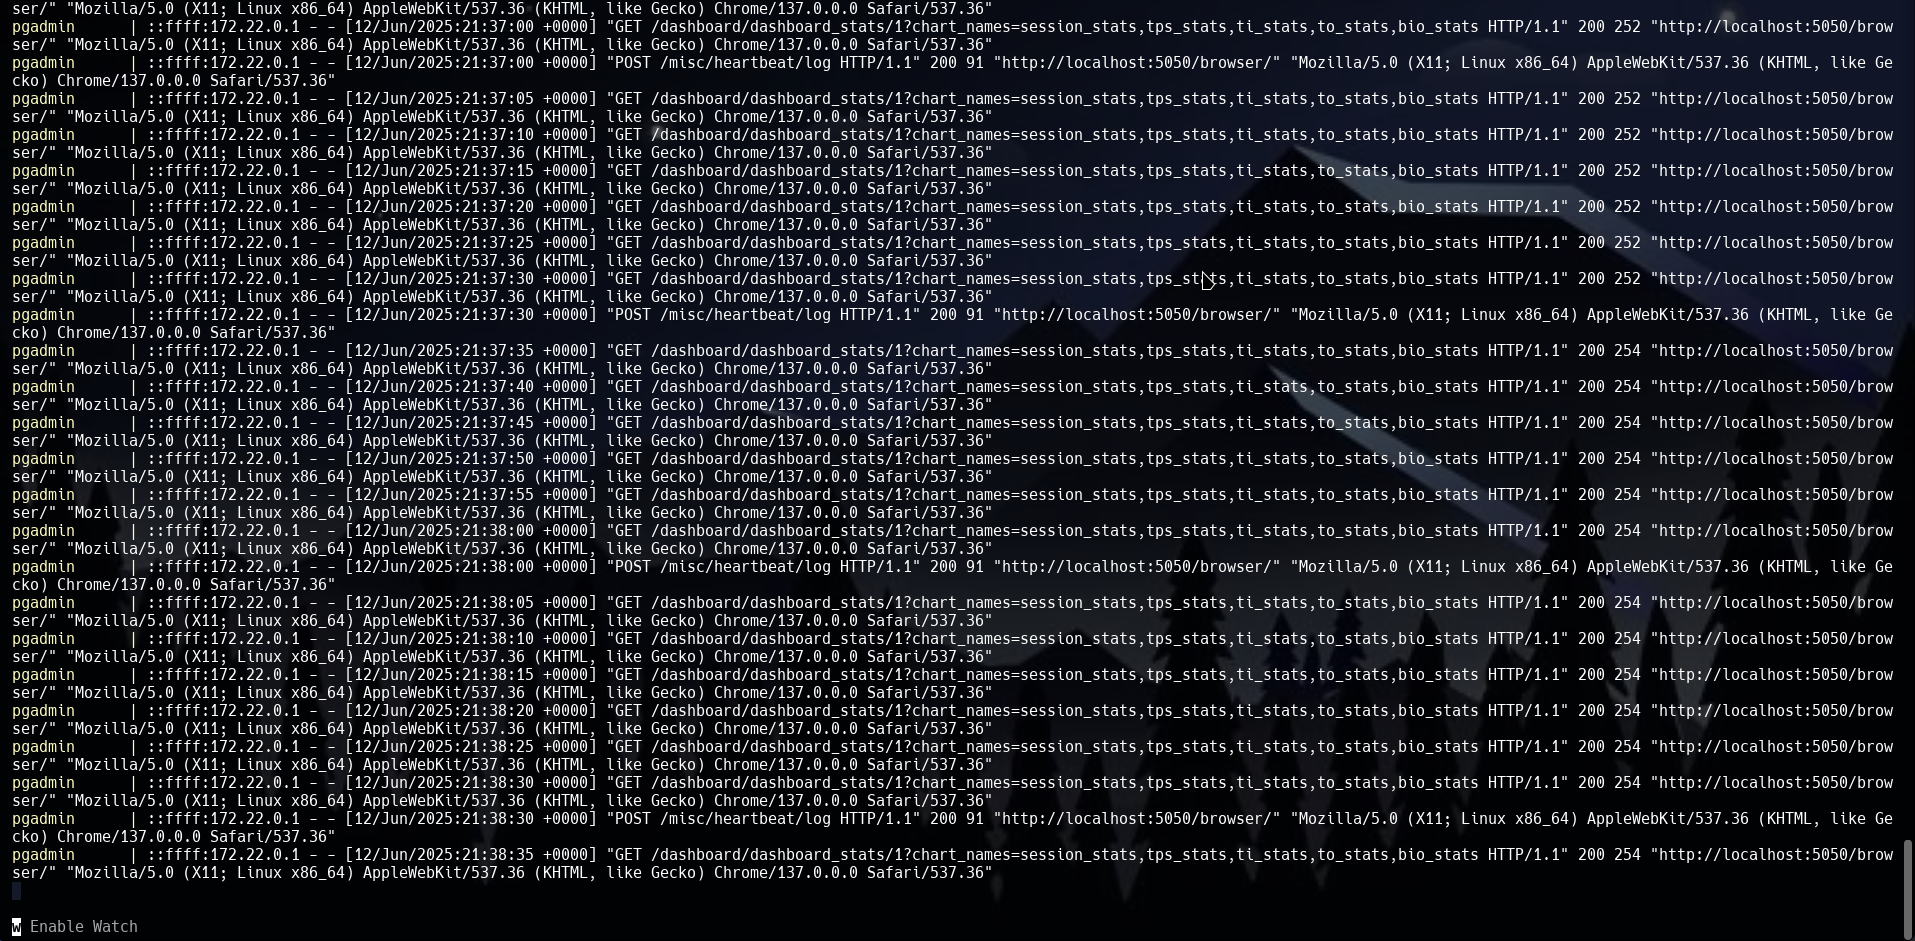 ser/" "Mozilla/5.0 (X11; Linux x86_64) AppleWebKit/537.36 (KHTML, like Gecko) Chrome/137.0.0.0 Safari/537.36"
pgadmin      | ::ffff:172.22.0.1 - - [12/Jun/2025:21:37:00 +0000] "GET /dashboard/dashboard_stats/1?chart_names=session_stats,tps_stats,ti_stats,to_stats,bio_stats HTTP/1.1" 200 252 "http://localhost:5050/brow
ser/" "Mozilla/5.0 (X11; Linux x86_64) AppleWebKit/537.36 (KHTML, like Gecko) Chrome/137.0.0.0 Safari/537.36"
pgadmin      | ::ffff:172.22.0.1 - - [12/Jun/2025:21:37:00 +0000] "POST /misc/heartbeat/log HTTP/1.1" 200 91 "http://localhost:5050/browser/" "Mozilla/5.0 (X11; Linux x86_64) AppleWebKit/537.36 (KHTML, like Ge
cko) Chrome/137.0.0.0 Safari/537.36"
pgadmin      | ::ffff:172.22.0.1 - - [12/Jun/2025:21:37:05 +0000] "GET /dashboard/dashboard_stats/1?chart_names=session_stats,tps_stats,ti_stats,to_stats,bio_stats HTTP/1.1" 200 252 "http://localhost:5050/brow
ser/" "Mozilla/5.0 (X11; Linux x86_64) AppleWebKit/537.36 (KHTML, like Gecko) Chrome/137.0.0.0 Safari/537.36"
pgadmin      | ::ffff:172.22.0.1 - - [12/Jun/2025:21:37:10 +0000] "GET /dashboard/dashboard_stats/1?chart_names=session_stats,tps_stats,ti_stats,to_stats,bio_stats HTTP/1.1" 200 252 "http://localhost:5050/brow
ser/" "Mozilla/5.0 (X11; Linux x86_64) AppleWebKit/537.36 (KHTML, like Gecko) Chrome/137.0.0.0 Safari/537.36"
pgadmin      | ::ffff:172.22.0.1 - - [12/Jun/2025:21:37:15 +0000] "GET /dashboard/dashboard_stats/1?chart_names=session_stats,tps_stats,ti_stats,to_stats,bio_stats HTTP/1.1" 200 252 "http://localhost:5050/brow
ser/" "Mozilla/5.0 (X11; Linux x86_64) AppleWebKit/537.36 (KHTML, like Gecko) Chrome/137.0.0.0 Safari/537.36"
pgadmin      | ::ffff:172.22.0.1 - - [12/Jun/2025:21:37:20 +0000] "GET /dashboard/dashboard_stats/1?chart_names=session_stats,tps_stats,ti_stats,to_stats,bio_stats HTTP/1.1" 200 252 "http://localhost:5050/brow
ser/" "Mozilla/5.0 (X11; Linux x86_64) AppleWebKit/537.36 (KHTML, like Gecko) Chrome/137.0.0.0 Safari/537.36"
pgadmin      | ::ffff:172.22.0.1 - - [12/Jun/2025:21:37:25 +0000] "GET /dashboard/dashboard_stats/1?chart_names=session_stats,tps_stats,ti_stats,to_stats,bio_stats HTTP/1.1" 200 252 "http://localhost:5050/brow
ser/" "Mozilla/5.0 (X11; Linux x86_64) AppleWebKit/537.36 (KHTML, like Gecko) Chrome/137.0.0.0 Safari/537.36"
pgadmin      | ::ffff:172.22.0.1 - - [12/Jun/2025:21:37:30 +0000] "GET /dashboard/dashboard_stats/1?chart_names=session_stats,tps_stats,ti_stats,to_stats,bio_stats HTTP/1.1" 200 252 "http://localhost:5050/brow
ser/" "Mozilla/5.0 (X11; Linux x86_64) AppleWebKit/537.36 (KHTML, like Gecko) Chrome/137.0.0.0 Safari/537.36"
pgadmin      | ::ffff:172.22.0.1 - - [12/Jun/2025:21:37:30 +0000] "POST /misc/heartbeat/log HTTP/1.1" 200 91 "http://localhost:5050/browser/" "Mozilla/5.0 (X11; Linux x86_64) AppleWebKit/537.36 (KHTML, like Ge
cko) Chrome/137.0.0.0 Safari/537.36"
pgadmin      | ::ffff:172.22.0.1 - - [12/Jun/2025:21:37:35 +0000] "GET /dashboard/dashboard_stats/1?chart_names=session_stats,tps_stats,ti_stats,to_stats,bio_stats HTTP/1.1" 200 254 "http://localhost:5050/brow
ser/" "Mozilla/5.0 (X11; Linux x86_64) AppleWebKit/537.36 (KHTML, like Gecko) Chrome/137.0.0.0 Safari/537.36"
pgadmin      | ::ffff:172.22.0.1 - - [12/Jun/2025:21:37:40 +0000] "GET /dashboard/dashboard_stats/1?chart_names=session_stats,tps_stats,ti_stats,to_stats,bio_stats HTTP/1.1" 200 254 "http://localhost:5050/brow
ser/" "Mozilla/5.0 (X11; Linux x86_64) AppleWebKit/537.36 (KHTML, like Gecko) Chrome/137.0.0.0 Safari/537.36"
pgadmin      | ::ffff:172.22.0.1 - - [12/Jun/2025:21:37:45 +0000] "GET /dashboard/dashboard_stats/1?chart_names=session_stats,tps_stats,ti_stats,to_stats,bio_stats HTTP/1.1" 200 254 "http://localhost:5050/brow
ser/" "Mozilla/5.0 (X11; Linux x86_64) AppleWebKit/537.36 (KHTML, like Gecko) Chrome/137.0.0.0 Safari/537.36"
pgadmin      | ::ffff:172.22.0.1 - - [12/Jun/2025:21:37:50 +0000] "GET /dashboard/dashboard_stats/1?chart_names=session_stats,tps_stats,ti_stats,to_stats,bio_stats HTTP/1.1" 200 254 "http://localhost:5050/brow
ser/" "Mozilla/5.0 (X11; Linux x86_64) AppleWebKit/537.36 (KHTML, like Gecko) Chrome/137.0.0.0 Safari/537.36"
pgadmin      | ::ffff:172.22.0.1 - - [12/Jun/2025:21:37:55 +0000] "GET /dashboard/dashboard_stats/1?chart_names=session_stats,tps_stats,ti_stats,to_stats,bio_stats HTTP/1.1" 200 254 "http://localhost:5050/brow
ser/" "Mozilla/5.0 (X11; Linux x86_64) AppleWebKit/537.36 (KHTML, like Gecko) Chrome/137.0.0.0 Safari/537.36"
pgadmin      | ::ffff:172.22.0.1 - - [12/Jun/2025:21:38:00 +0000] "GET /dashboard/dashboard_stats/1?chart_names=session_stats,tps_stats,ti_stats,to_stats,bio_stats HTTP/1.1" 200 254 "http://localhost:5050/brow
ser/" "Mozilla/5.0 (X11; Linux x86_64) AppleWebKit/537.36 (KHTML, like Gecko) Chrome/137.0.0.0 Safari/537.36"
pgadmin      | ::ffff:172.22.0.1 - - [12/Jun/2025:21:38:00 +0000] "POST /misc/heartbeat/log HTTP/1.1" 200 91 "http://localhost:5050/browser/" "Mozilla/5.0 (X11; Linux x86_64) AppleWebKit/537.36 (KHTML, like Ge
cko) Chrome/137.0.0.0 Safari/537.36"
pgadmin      | ::ffff:172.22.0.1 - - [12/Jun/2025:21:38:05 +0000] "GET /dashboard/dashboard_stats/1?chart_names=session_stats,tps_stats,ti_stats,to_stats,bio_stats HTTP/1.1" 200 254 "http://localhost:5050/brow
ser/" "Mozilla/5.0 (X11; Linux x86_64) AppleWebKit/537.36 (KHTML, like Gecko) Chrome/137.0.0.0 Safari/537.36"
pgadmin      | ::ffff:172.22.0.1 - - [12/Jun/2025:21:38:10 +0000] "GET /dashboard/dashboard_stats/1?chart_names=session_stats,tps_stats,ti_stats,to_stats,bio_stats HTTP/1.1" 200 254 "http://localhost:5050/brow
ser/" "Mozilla/5.0 (X11; Linux x86_64) AppleWebKit/537.36 (KHTML, like Gecko) Chrome/137.0.0.0 Safari/537.36"
pgadmin      | ::ffff:172.22.0.1 - - [12/Jun/2025:21:38:15 +0000] "GET /dashboard/dashboard_stats/1?chart_names=session_stats,tps_stats,ti_stats,to_stats,bio_stats HTTP/1.1" 200 254 "http://localhost:5050/brow
ser/" "Mozilla/5.0 (X11; Linux x86_64) AppleWebKit/537.36 (KHTML, like Gecko) Chrome/137.0.0.0 Safari/537.36"
pgadmin      | ::ffff:172.22.0.1 - - [12/Jun/2025:21:38:20 +0000] "GET /dashboard/dashboard_stats/1?chart_names=session_stats,tps_stats,ti_stats,to_stats,bio_stats HTTP/1.1" 200 254 "http://localhost:5050/brow
ser/" "Mozilla/5.0 (X11; Linux x86_64) AppleWebKit/537.36 (KHTML, like Gecko) Chrome/137.0.0.0 Safari/537.36"
pgadmin      | ::ffff:172.22.0.1 - - [12/Jun/2025:21:38:25 +0000] "GET /dashboard/dashboard_stats/1?chart_names=session_stats,tps_stats,ti_stats,to_stats,bio_stats HTTP/1.1" 200 254 "http://localhost:5050/brow
ser/" "Mozilla/5.0 (X11; Linux x86_64) AppleWebKit/537.36 (KHTML, like Gecko) Chrome/137.0.0.0 Safari/537.36"
pgadmin      | ::ffff:172.22.0.1 - - [12/Jun/2025:21:38:30 +0000] "GET /dashboard/dashboard_stats/1?chart_names=session_stats,tps_stats,ti_stats,to_stats,bio_stats HTTP/1.1" 200 254 "http://localhost:5050/brow
ser/" "Mozilla/5.0 (X11; Linux x86_64) AppleWebKit/537.36 (KHTML, like Gecko) Chrome/137.0.0.0 Safari/537.36"
pgadmin      | ::ffff:172.22.0.1 - - [12/Jun/2025:21:38:30 +0000] "POST /misc/heartbeat/log HTTP/1.1" 200 91 "http://localhost:5050/browser/" "Mozilla/5.0 (X11; Linux x86_64) AppleWebKit/537.36 (KHTML, like Ge
cko) Chrome/137.0.0.0 Safari/537.36"
pgadmin      | ::ffff:172.22.0.1 - - [12/Jun/2025:21:38:35 +0000] "GET /dashboard/dashboard_stats/1?chart_names=session_stats,tps_stats,ti_stats,to_stats,bio_stats HTTP/1.1" 200 254 "http://localhost:5050/brow
ser/" "Mozilla/5.0 (X11; Linux x86_64) AppleWebKit/537.36 (KHTML, like Gecko) Chrome/137.0.0.0 Safari/537.36"
w Enable Watch